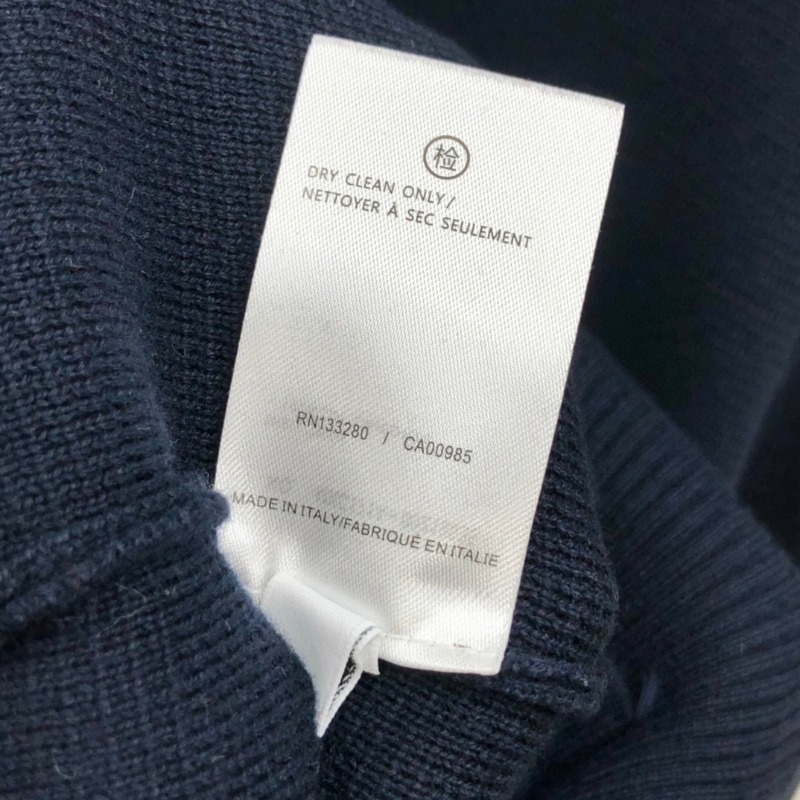 検
DRY CLEAN ONLY/
NETTOYER À SEC SEULEMENT
RN133280 / CA00985
MADE IN ITALY/FABRIQUÉ EN ITALIE